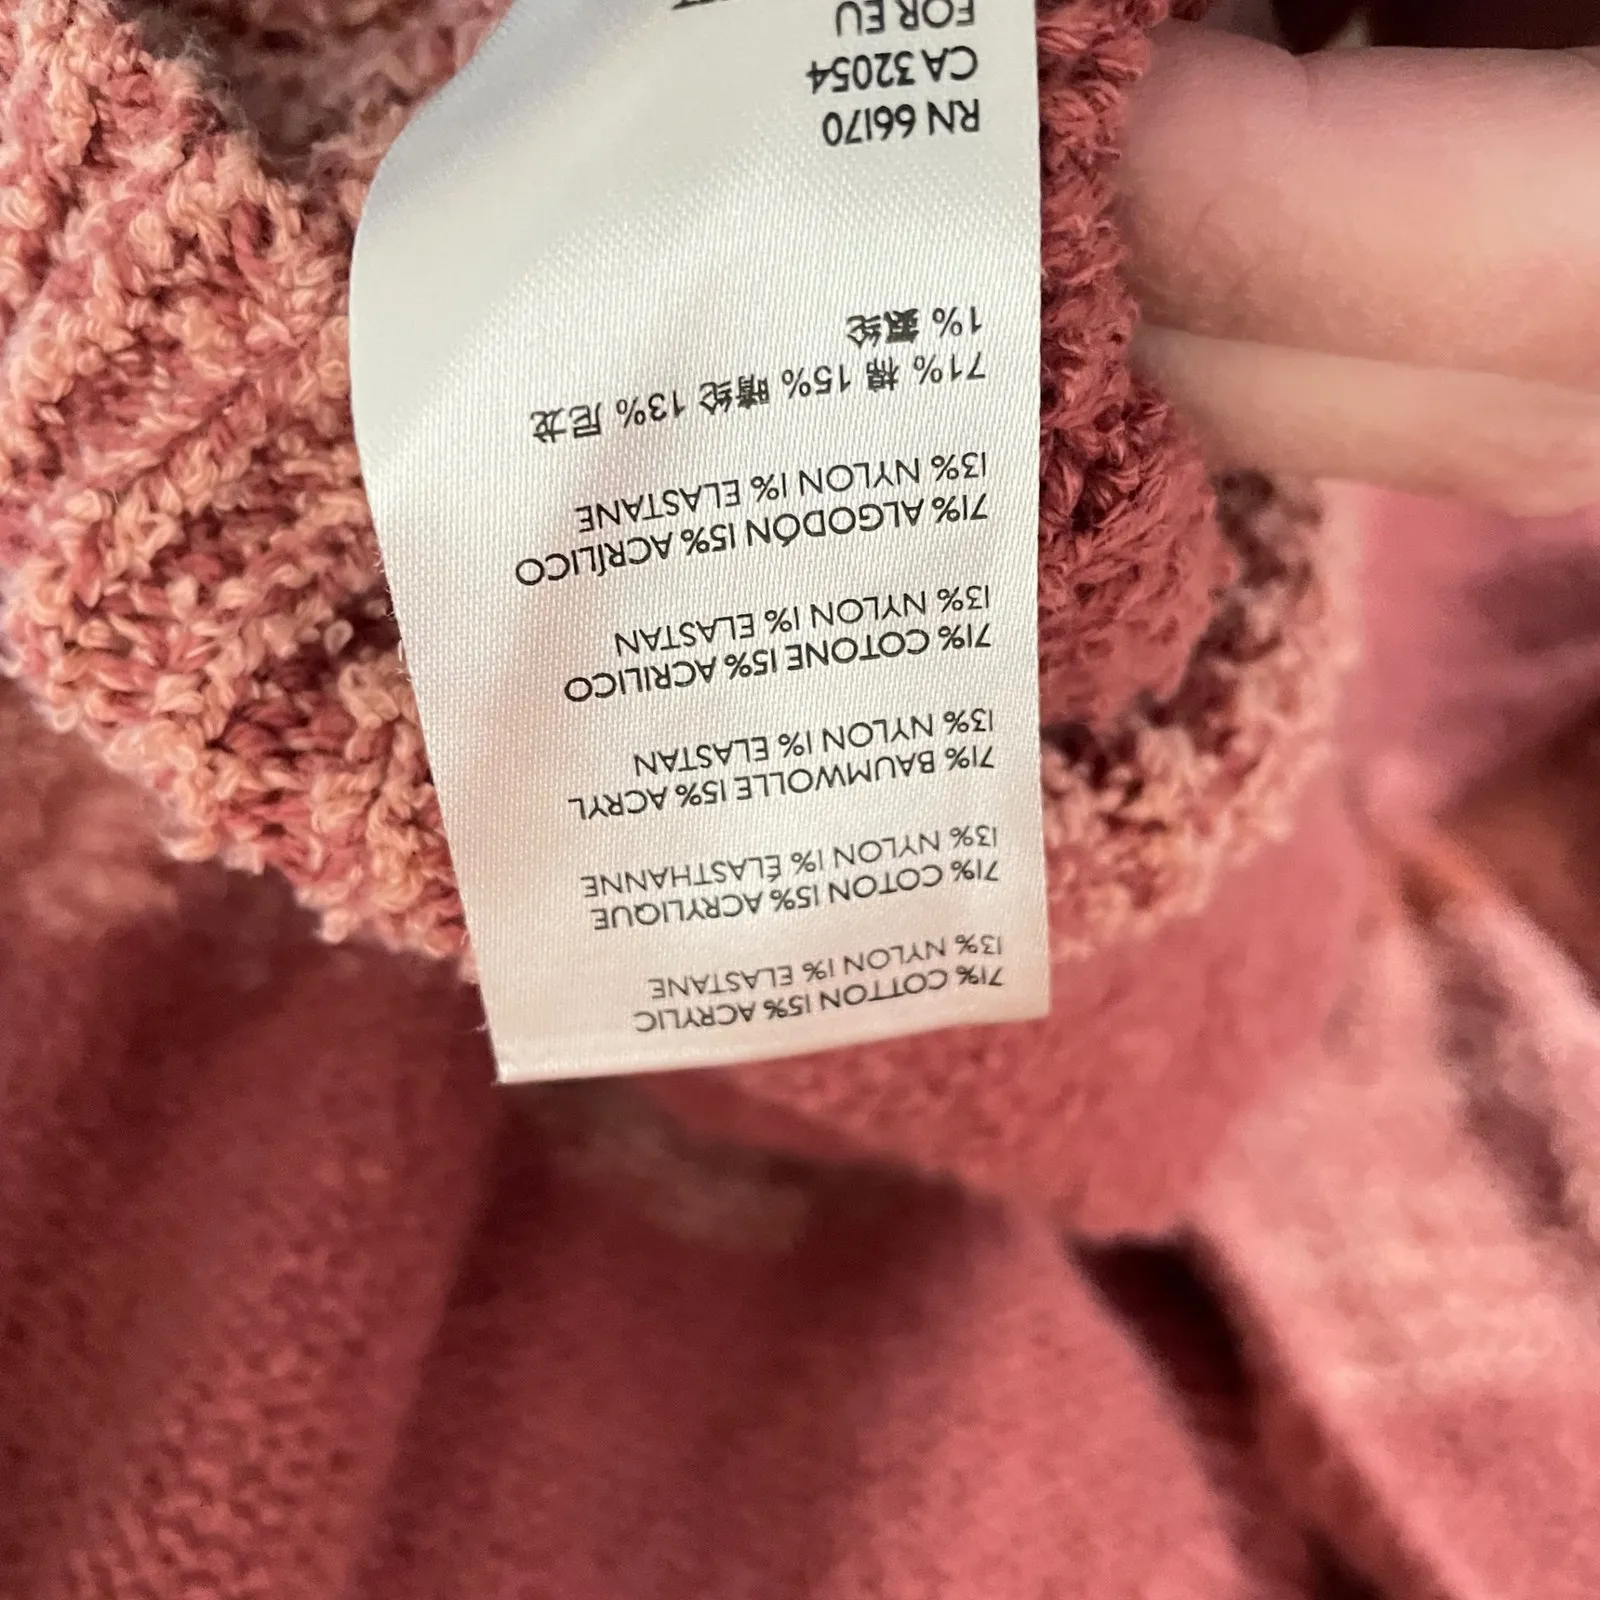 71% COTTON 15% ACRYLIC
13% NYLON 1% ELASTANE
71% COTON 15% ACRYLIQUE
13% NYLON 1% ÉLASTHANNE
71% BAUMWOLLE 15% ACRYL
13% NYLON 1% ELASTAN
71% COTONE 15% ACRILICO
13% NYLON 1% ELASTAN
71% ALGODÓN 15% ACRÍLICO
13% NYLON 1% ELASTANE
71% 棉 15% 晴纶 13% 尼龙
1% 氨纶
RN 66170
CA 32054
FOR EU